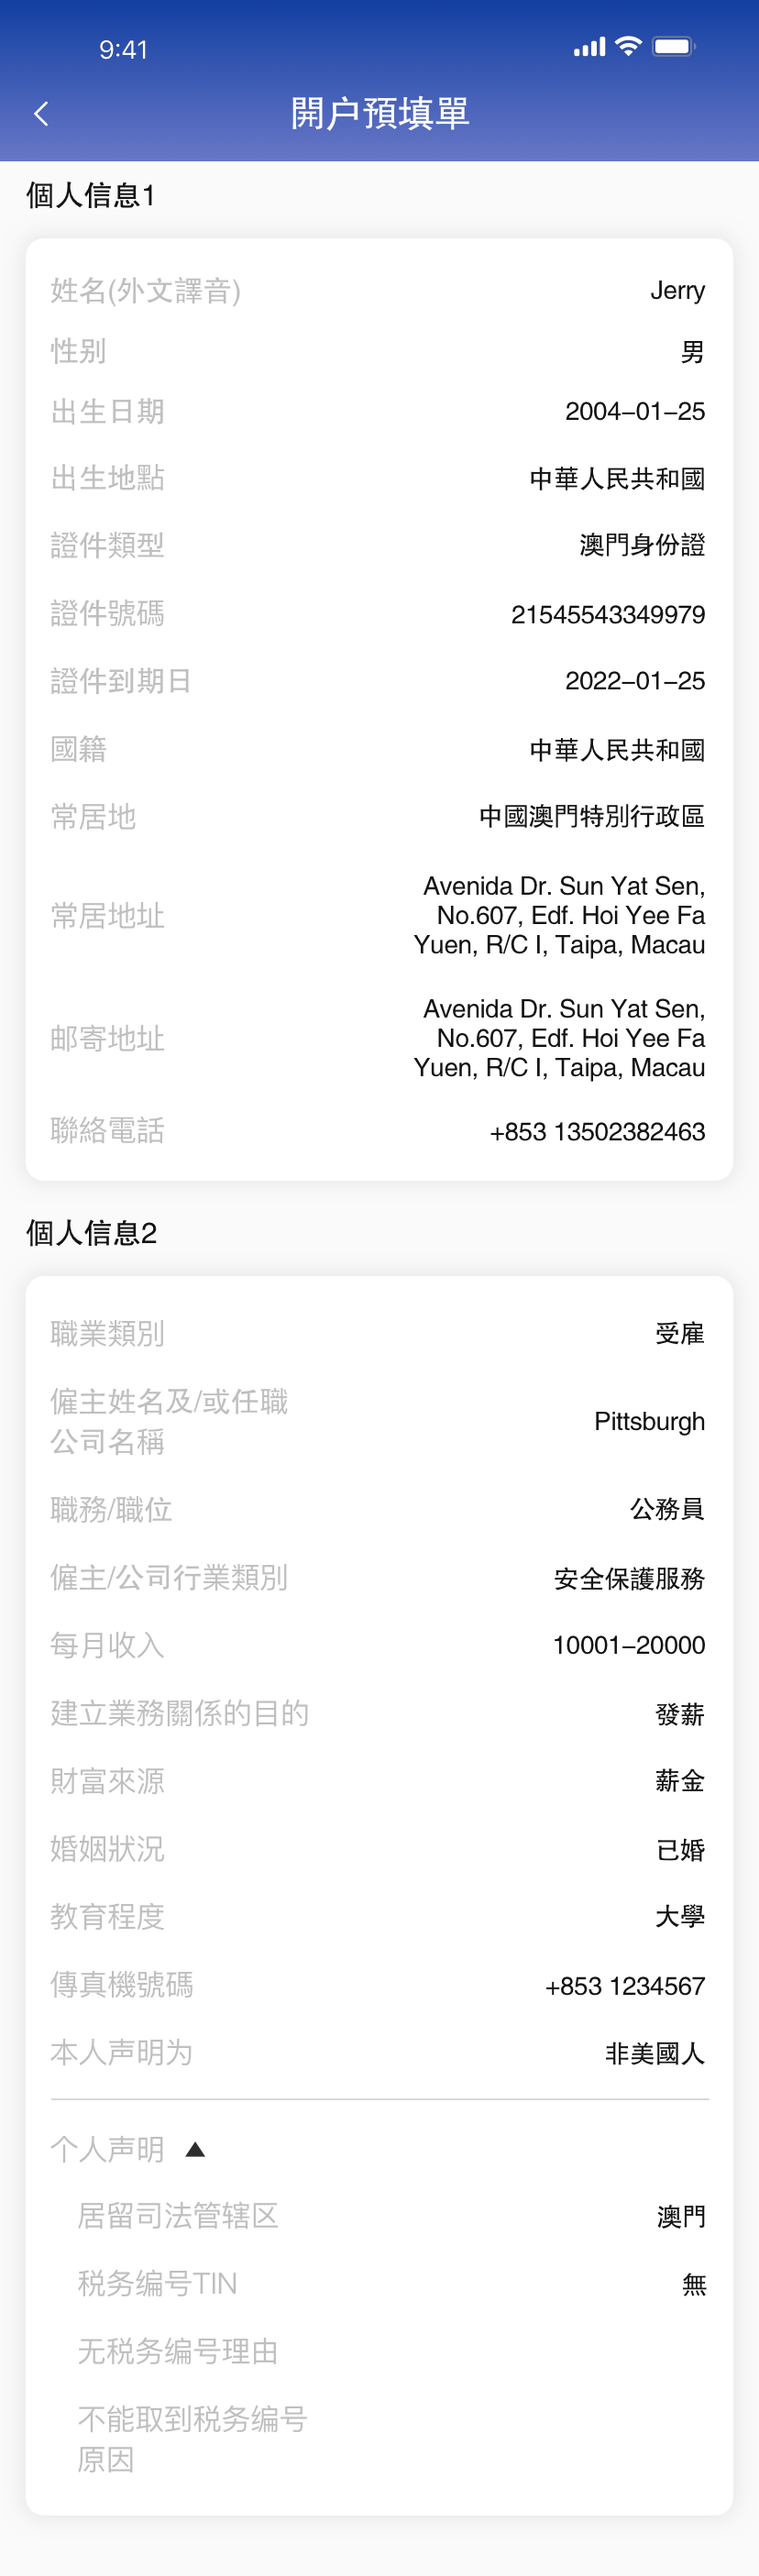 9:41
開户預填單
個人信息1
姓名(外文譯音)
Jerry
性别
男
出生日期
2004-01-25
出生地點
中華人民共和國
證件類型
澳門身份證
證件號碼
21545543349979
證件到期日
2022-01-25
國籍
中華人民共和國
常居地
中國澳門特別行政區
常居地址
Avenida Dr. Sun Yat Sen,
No.607, Edf. Hoi Yee Fa
Yuen, R/C I, Taipa, Macau
邮寄地址
Avenida Dr. Sun Yat Sen,
No.607, Edf. Hoi Yee Fa
Yuen, R/C I, Taipa, Macau
聯絡電話
+853 13502382463
個人信息2
職業類別
受雇
僱主姓名及/或任職
公司名稱
Pittsburgh
職務/職位
公務員
僱主/公司行業類別
安全保護服務
每月收入
10001-20000
建立業務關係的目的
發薪
財富來源
薪金
婚姻狀況
已婚
教育程度
大學
傳真機號碼
+853 1234567
本人声明为
非美國人
个人声明
居留司法管辖区
澳門
税务编号TIN
無
无税务编号理由
不能取到税务编号
原因